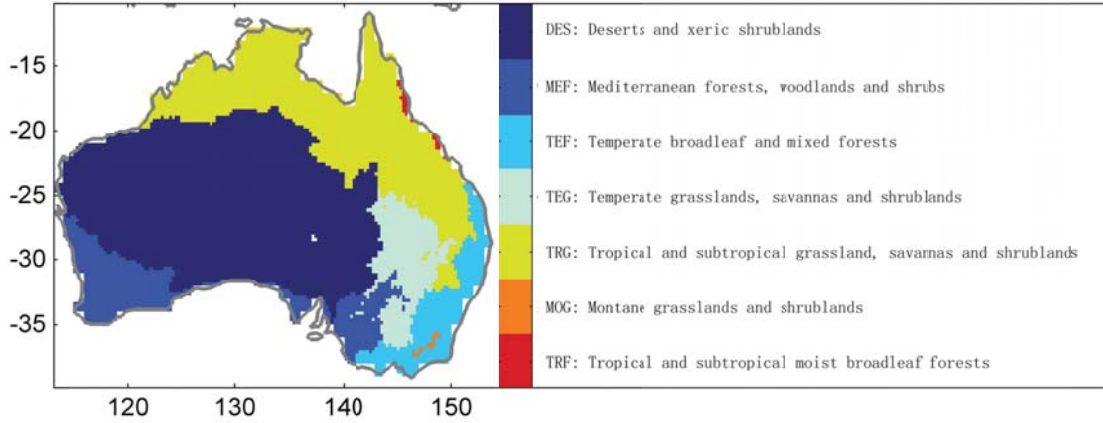 -15
-20
-25
-30
-35
120 130 140 150
DES: Deserts and xeric shrublands
MEF: Mediterranean forests, woodlands and shrubs
TEF: Temperate broadleaf and mixed forests
TEG: Temperate grasslands, savannas and shrublands
TRG: Tropical and subtropical grassland, savannas and shrublands
MOG: Montane grasslands and shrublands
TRF: Tropical and subtropical moist broadleaf forests